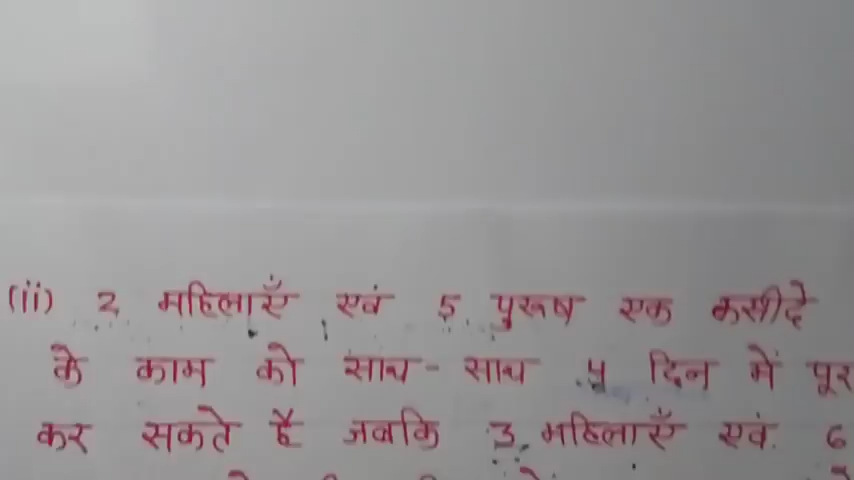 (ii) 2 महिलाएँ एवं 5 पुरूष एक कसीदे
के काम को साथ - साथ 4 दिन में पूर
कर सकते है जबकि 3 महिलाएँ एवं 6